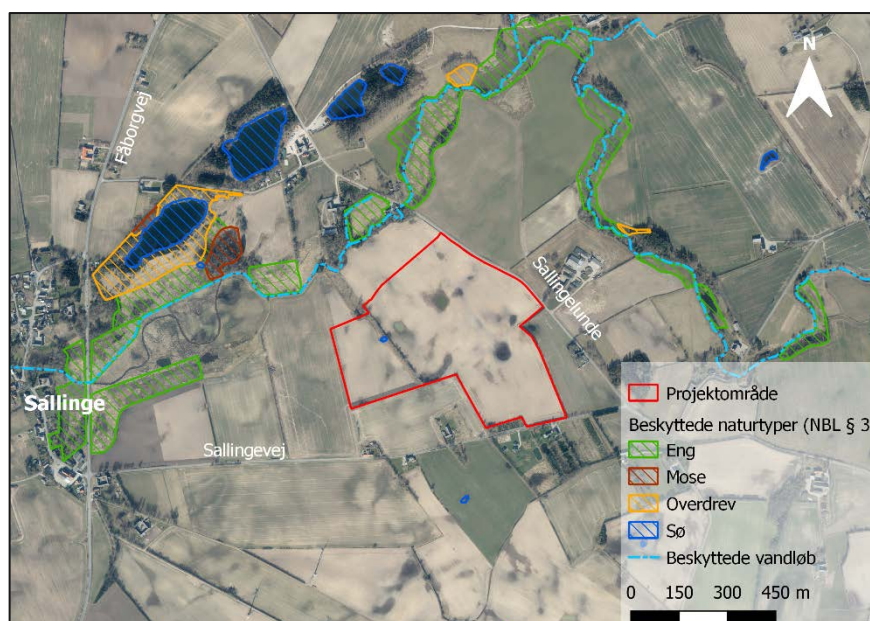 Fåborgvej
N
Sallingelunde
Sallinge
Sallingevej
Projektområde
Beskyttede naturtyper (NBL § 3
Eng
Mose
Overdrev
Sø
Beskyttede vandløb
0 150 300 450 m